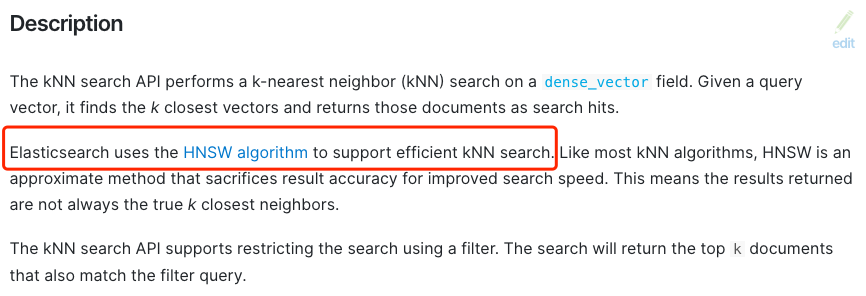 Description
edit
The kNN search API performs a k-nearest neighbor (kNN) search on a dense_vector field. Given a query
vector, it finds the k closest vectors and returns those documents as search hits.
Elasticsearch uses the HNSW algorithm to support efficient kNN search. Like most kNN algorithms, HNSW is an
approximate method that sacrifices result accuracy for improved search speed. This means the results returned
are not always the true k closest neighbors.
The kNN search API supports restricting the search using a filter. The search will return the top k documents
that also match the filter query.